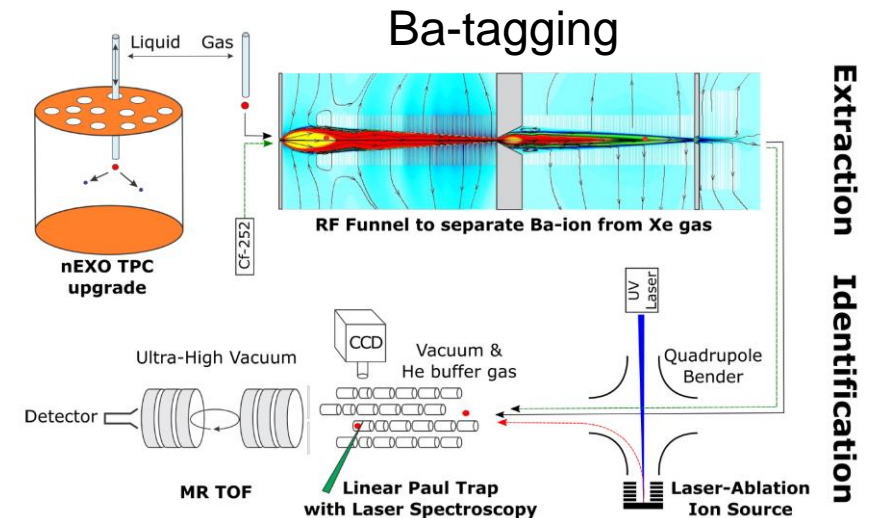 Ba-tagging
Liquid Gas
Cf-252
RF Funnel to separate Ba-ion from Xe gas
nEXO TPC
upgrade
Extraction
Identification
UV
Laser
CCD
Ultra-High Vacuum
Vacuum &
He buffer gas
Quadrupole
Bender
Detector
MR TOF
Linear Paul Trap
with Laser Spectroscopy
Laser-Ablation
Ion Source